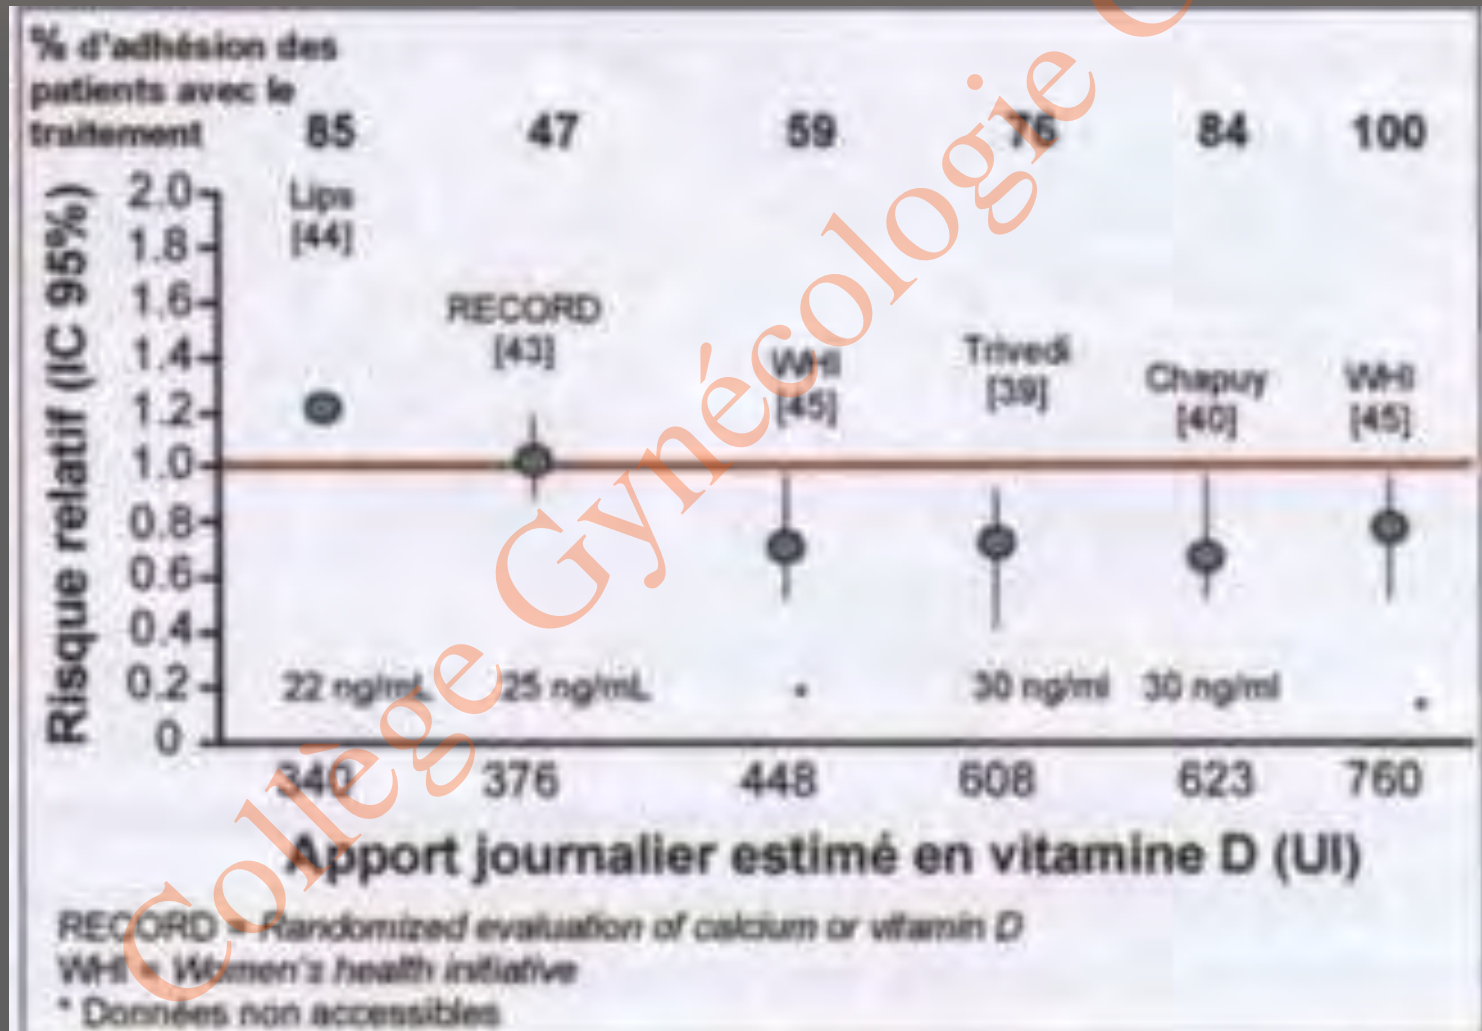 % d'adhésion des
patients avec le
traitement 85 47 59 76 84 100
Risque relatif (IC 95%)
2.0
1.8
1.6
1.4
1.2
1.0
0.8
0.6
0.4
0.2
0
Lips
[44]
RECORD
[43]
WHI
[45]
Trivedi
[39]
Chapuy
[40]
WHI
[45]
22 ng/mL 25 ng/mL * 30 ng/ml 30 ng/ml *
340 376 448 608 623 760
Apport journalier estimé en vitamine D (UI)
RECORD = Randomized evaluation of calcium or vitamin D
WHI = Women's health initiative
* Données non accessibles
Collège Gynécologie C